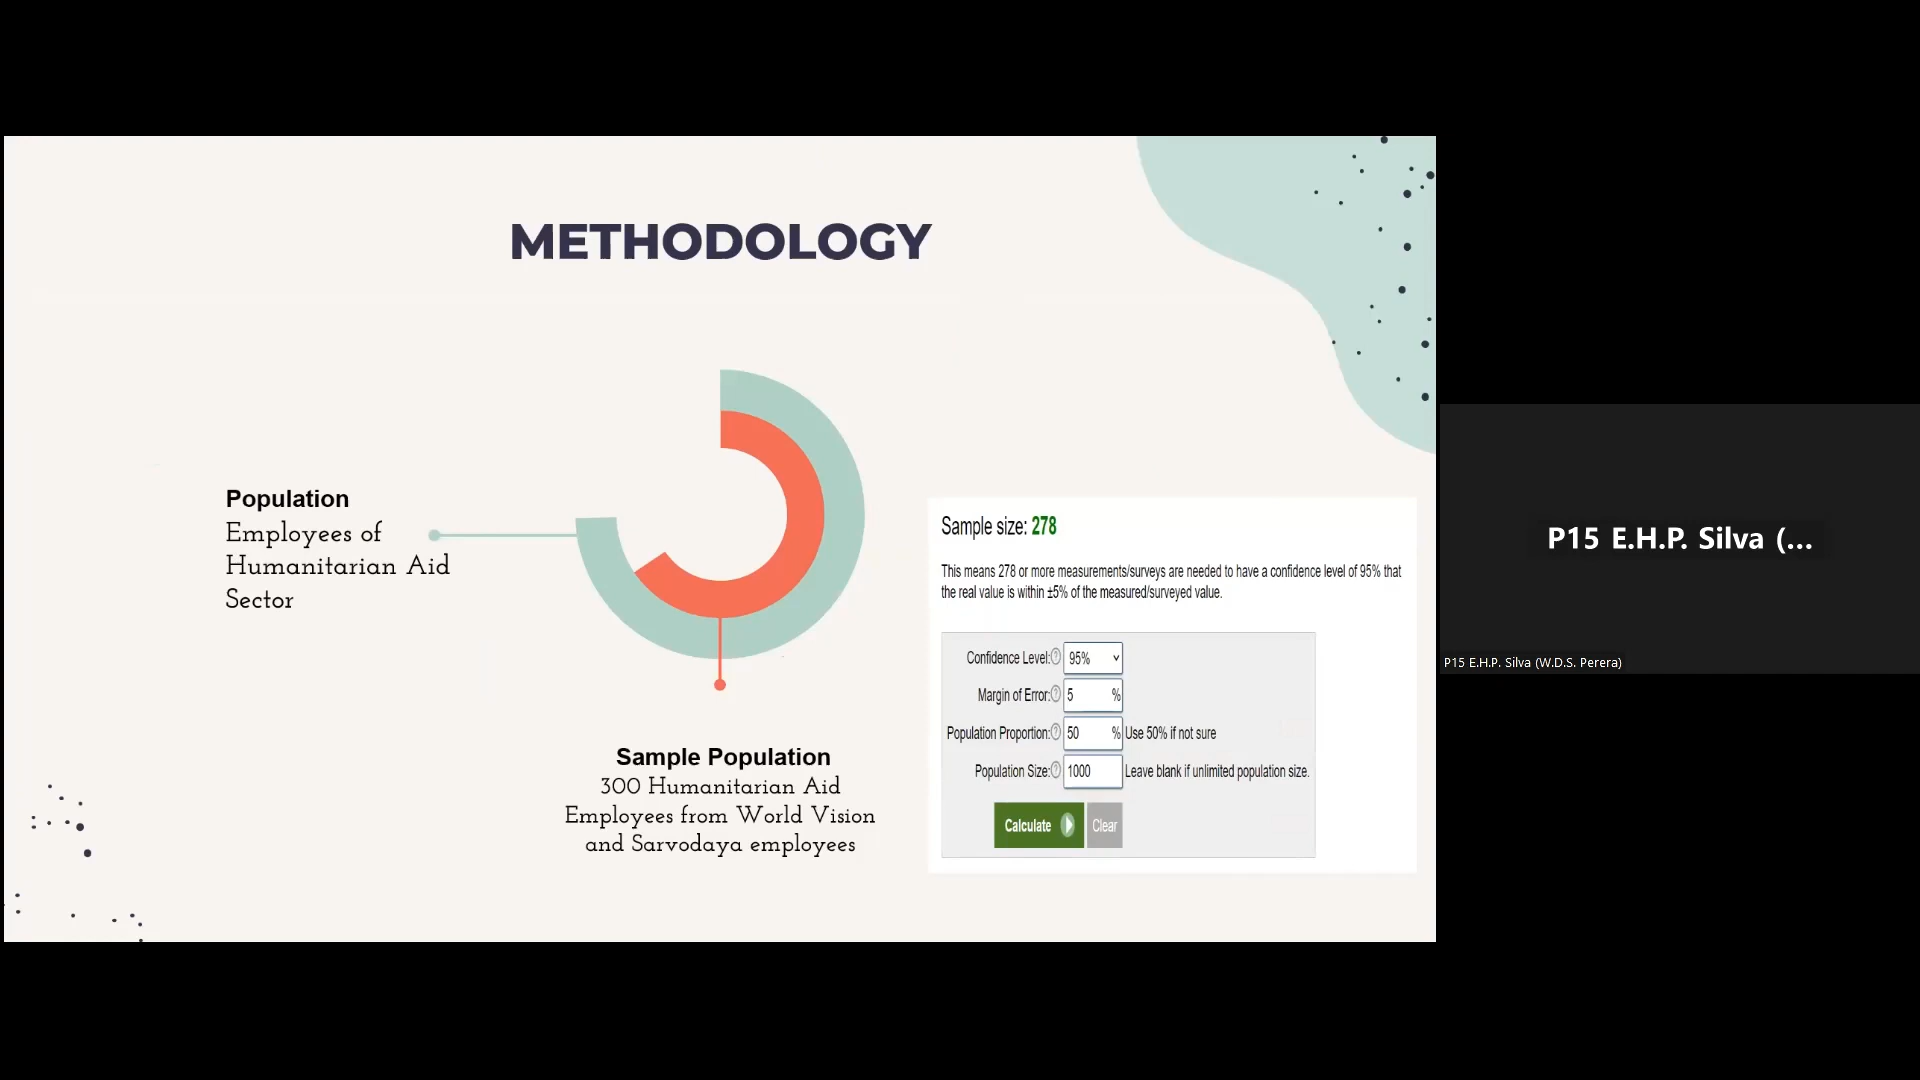 METHODOLOGY
Population
Employees of
Humanitarian Aid
Sector
Sample Population
300 Humanitarian Aid
Employees from World Vision
and Sarvodaya employees
Sample size: 278
This means 278 or more measurements/surveys are needed to have a confidence level of 95% that
the real value is within ±5% of the measured/surveyed value.
Confidence Level: ? 95%
Margin of Error: ? 5 %
Population Proportion: ? 50 % Use 50% if not sure
Population Size: ? 1000 Leave blank if unlimited population size.
Calculate Clear
P15 E.H.P. Silva (...
P15 E.H.P. Silva (W.D.S. Perera)